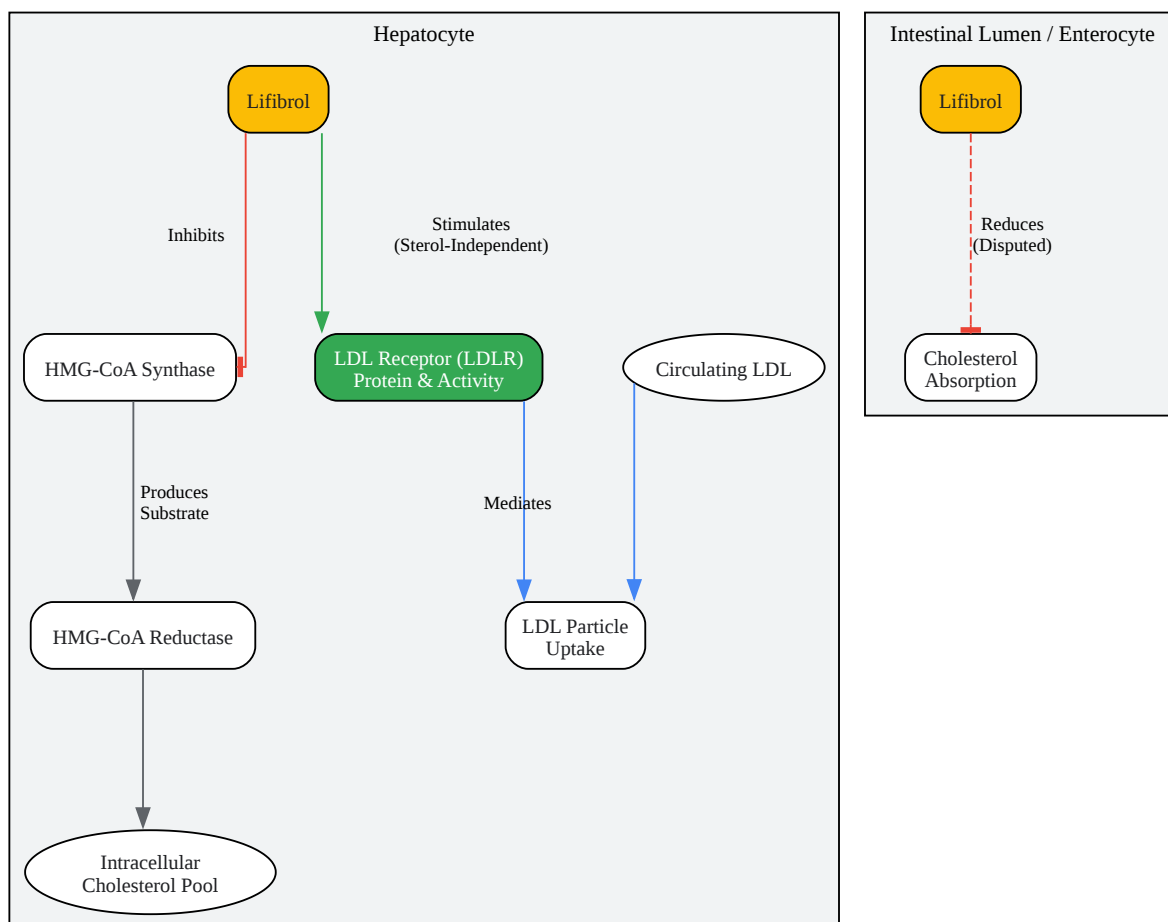 Hepatocyte
Lifibrol
Inhibits
Stimulates
(Sterol-Independent)
HMG-CoA Synthase
LDL Receptor (LDLR)
Protein & Activity
Circulating LDL
Produces
Substrate
Mediates
HMG-CoA Reductase
LDL Particle
Uptake
Intracellular
Cholesterol Pool
Intestinal Lumen / Enterocyte
Lifibrol
Reduces
(Disputed)
Cholesterol
Absorption